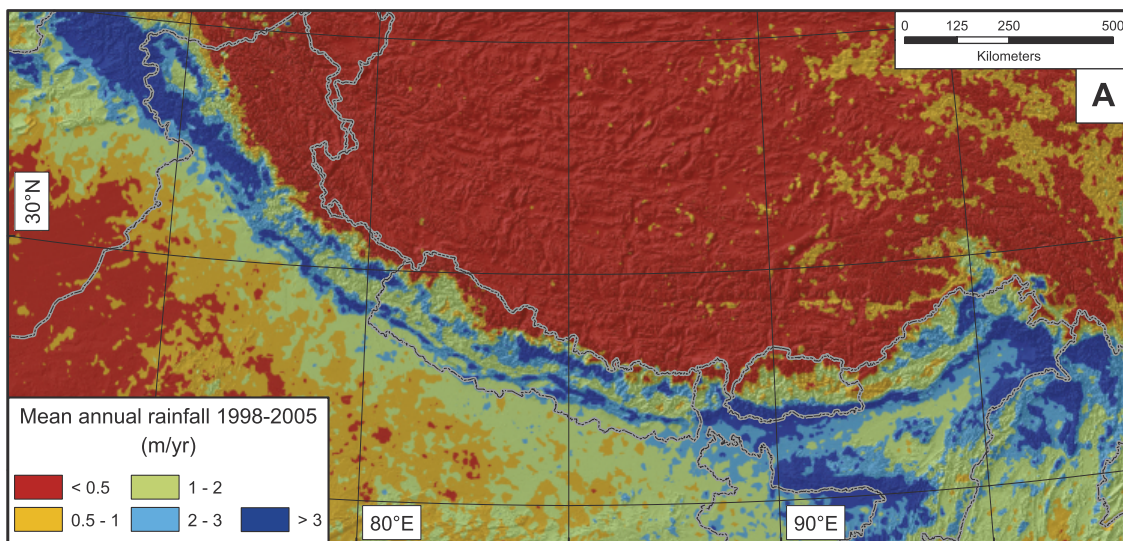 0 125 250 500
Kilometers
A
30°N
Mean annual rainfall 1998-2005
(m/yr)
< 0.5 1 - 2
0.5 - 1 2 - 3 > 3
80°E
90°E